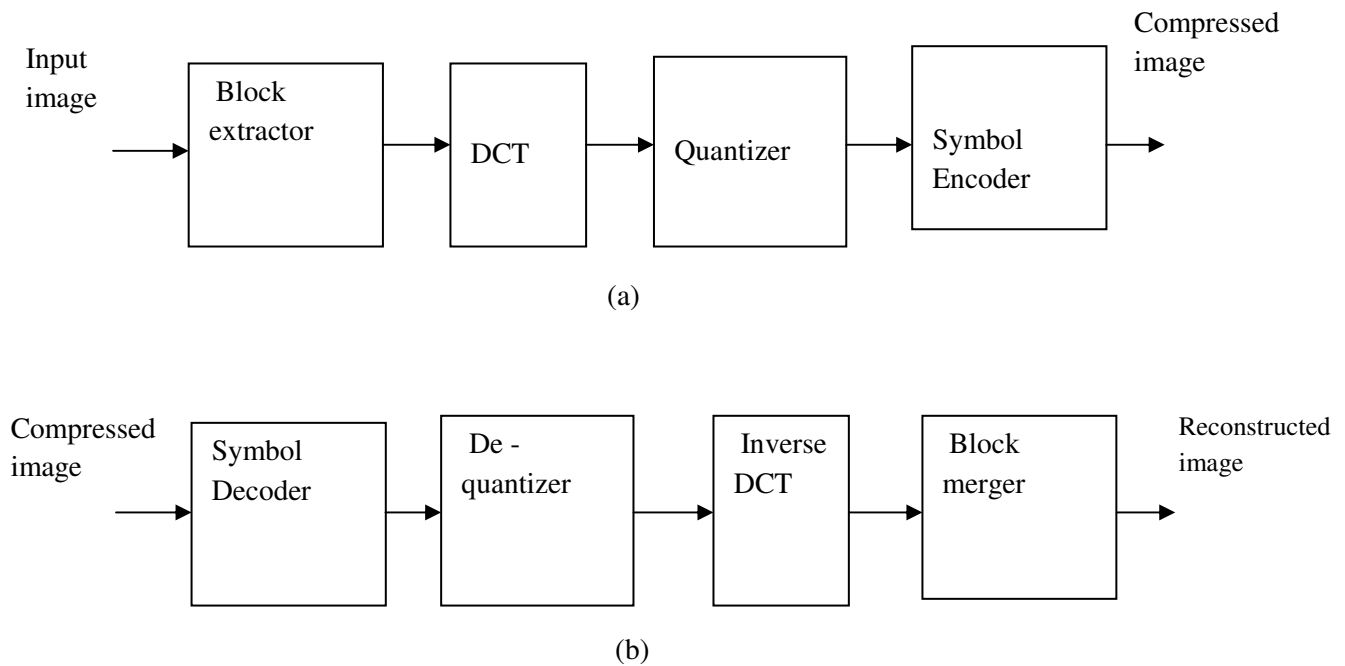 Input
image
Block
extractor
DCT
Quantizer
Symbol
Encoder
Compressed
image
(a)
Compressed
image
Symbol
Decoder
De -
quantizer
Inverse
DCT
Block
merger
Reconstructed
image
(b)